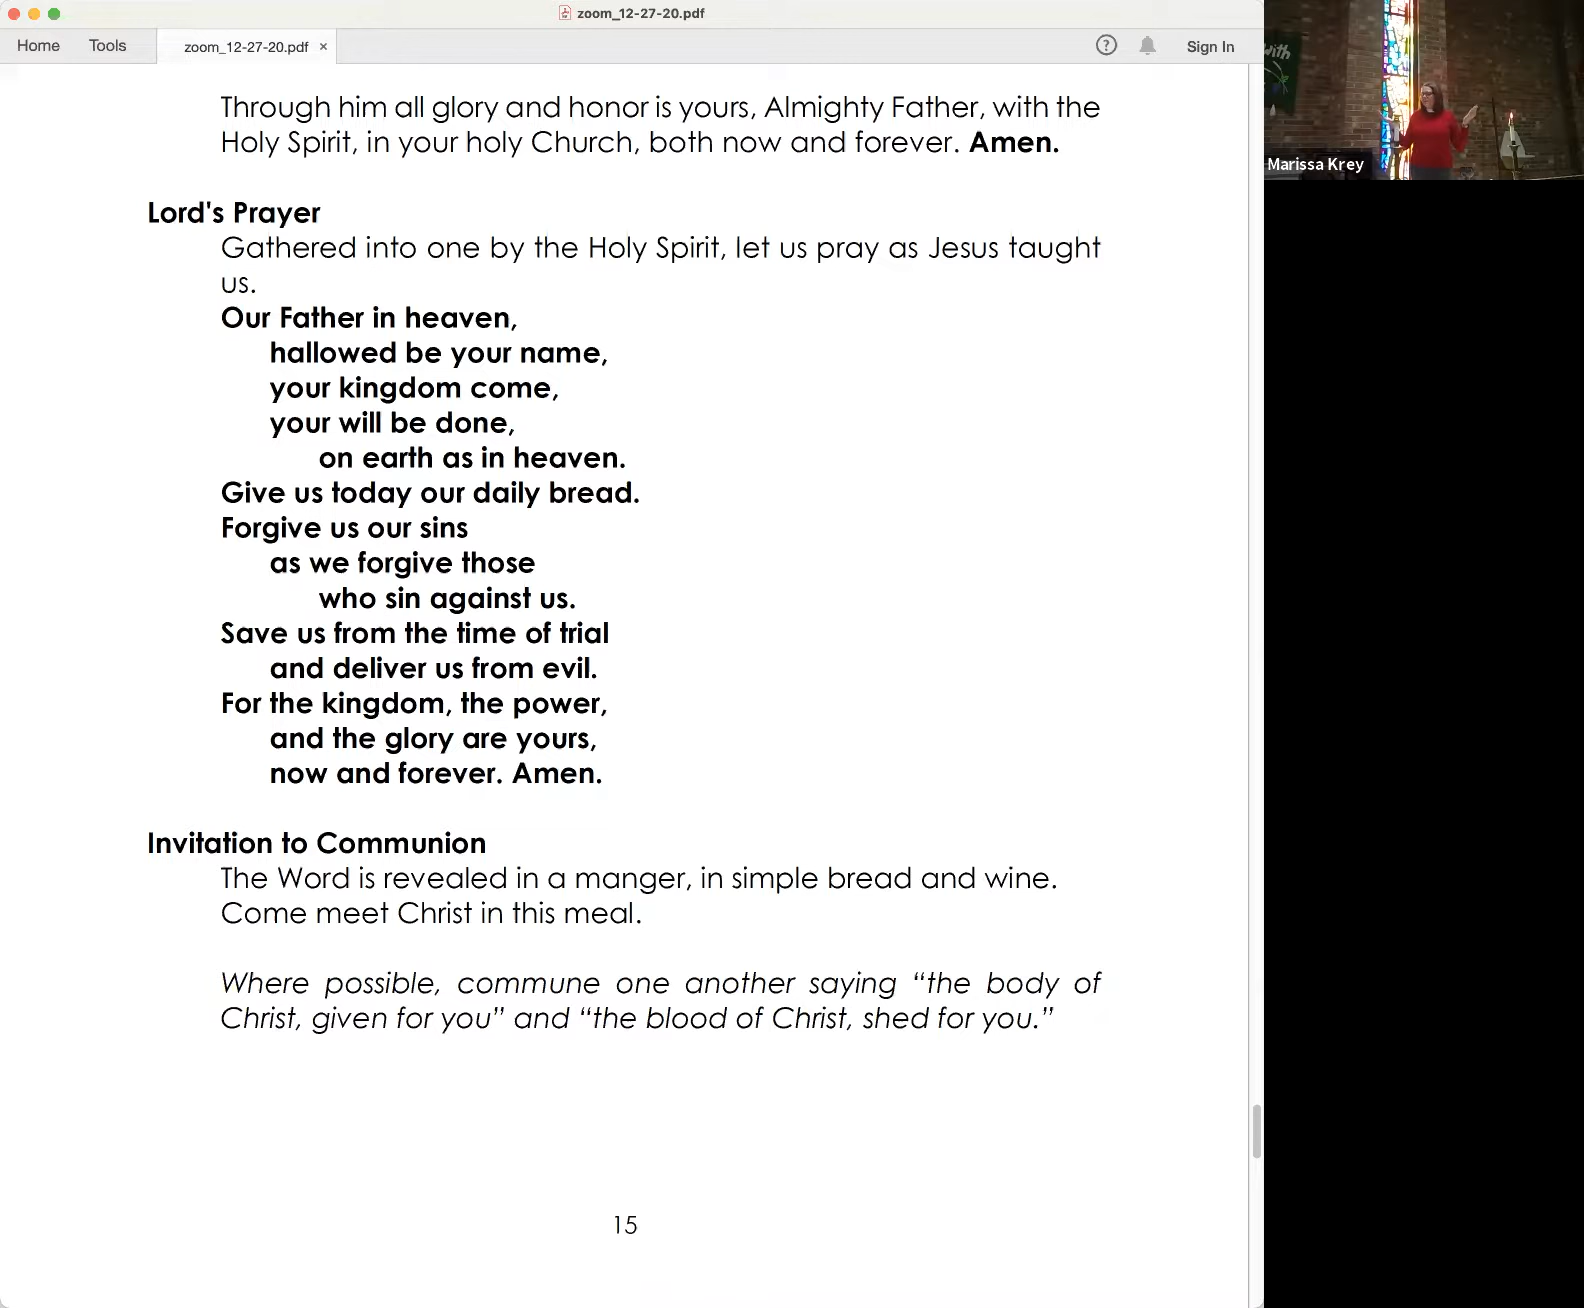 zoom_12-27-20.pdf
Home
Tools
zoom_12-27-20.pdf ×
?
Sign In
Through him all glory and honor is yours, Almighty Father, with the
Holy Spirit, in your holy Church, both now and forever. Amen.
Lord's Prayer
Gathered into one by the Holy Spirit, let us pray as Jesus taught
us.
Our Father in heaven,
hallowed be your name,
your kingdom come,
your will be done,
on earth as in heaven.
Give us today our daily bread.
Forgive us our sins
as we forgive those
who sin against us.
Save us from the time of trial
and deliver us from evil.
For the kingdom, the power,
and the glory are yours,
now and forever. Amen.
Invitation to Communion
The Word is revealed in a manger, in simple bread and wine.
Come meet Christ in this meal.
Where possible, commune one another saying “the body of
Christ, given for you” and “the blood of Christ, shed for you.”
15
with
Marissa Krey